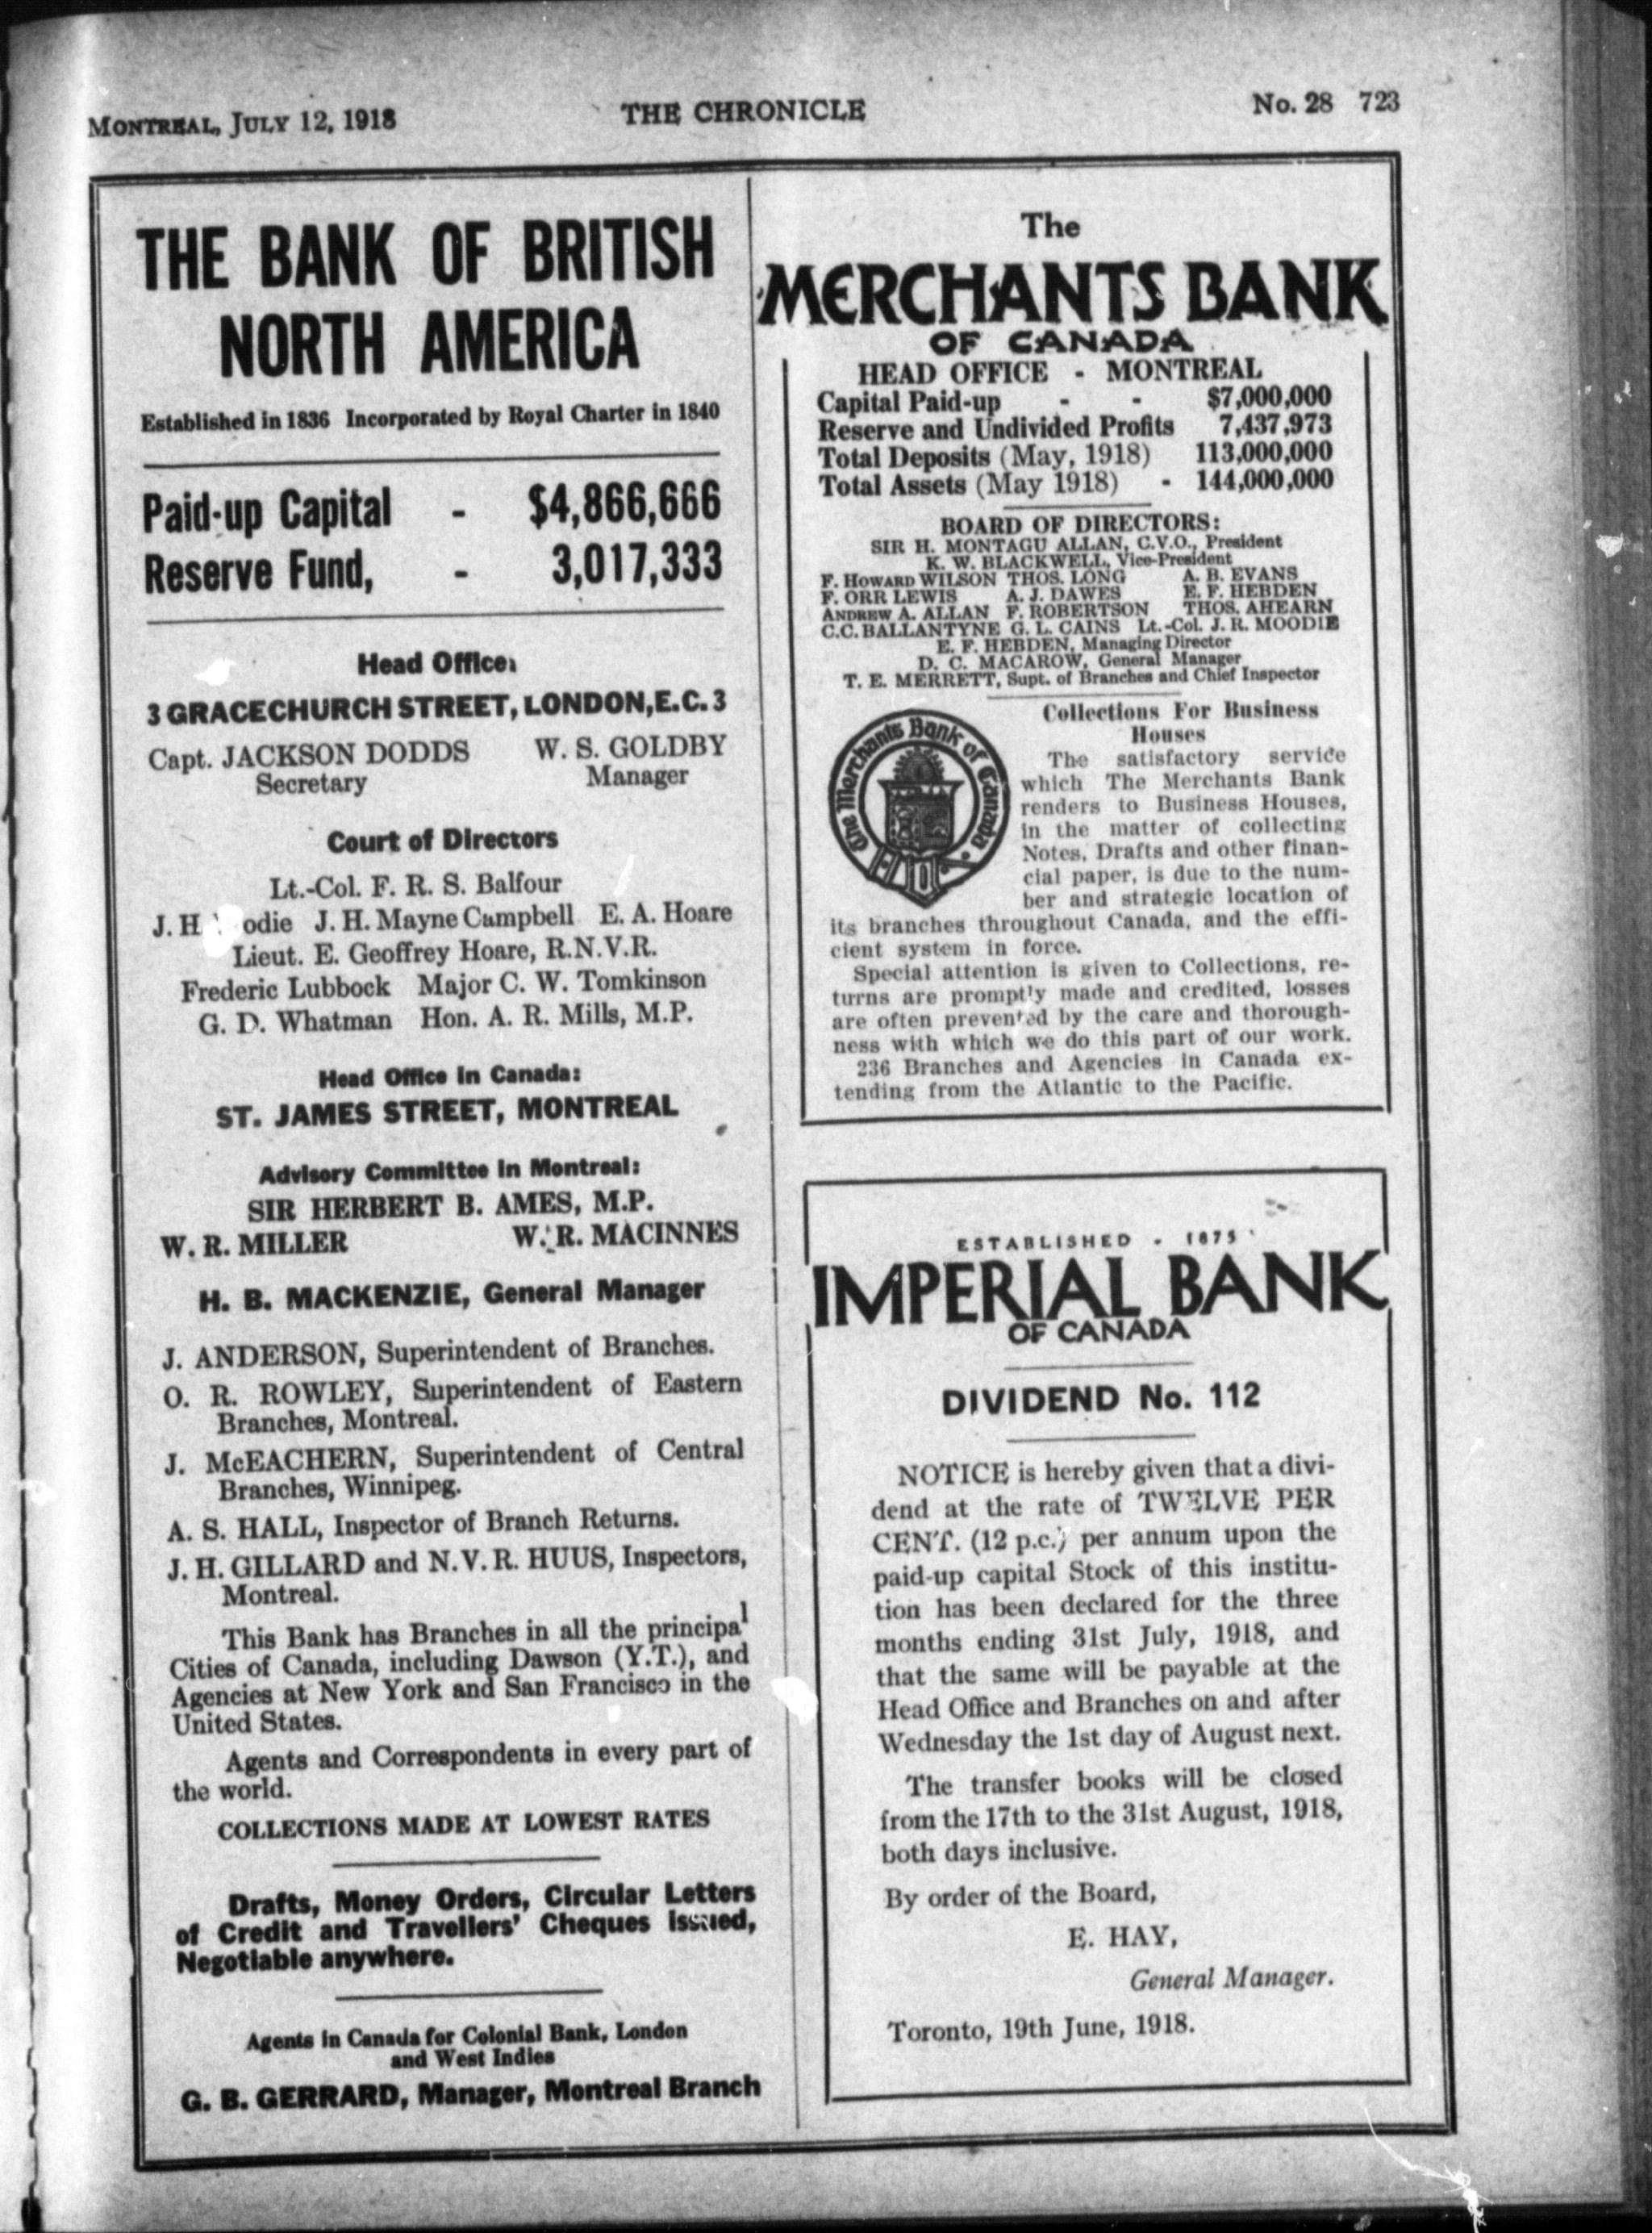 MONTREAL, JULY 12, 1918 THE CHRONICLE No. 28 723
THE BANK OF BRITISH
NORTH AMERICA
Established in 1836 Incorporated by Royal Charter in 1840
Paid-up Capital - $4,866,666
Reserve Fund, - 3,017,333
Head Office:
3 GRACECHURCH STREET, LONDON, E.C. 3
Capt. JACKSON DODDS W. S. GOLDBY
Secretary Manager
Court of Directors
Lt.-Col. F. R. S. Balfour
J. H. odie J. H. Mayne Campbell E. A. Hoare
Lieut. E. Geoffrey Hoare, R.N.V.R.
Frederic Lubbock Major C. W. Tomkinson
G. D. Whatman Hon. A. R. Mills, M.P.
Head Office in Canada:
ST. JAMES STREET, MONTREAL
Advisory Committee in Montreal:
SIR HERBERT B. AMES, M.P.
W. R. MILLER W. R. MACINNES
H. B. MACKENZIE, General Manager
J. ANDERSON, Superintendent of Branches.
O. R. ROWLEY, Superintendent of Eastern
Branches, Montreal.
J. McEACHERN, Superintendent of Central
Branches, Winnipeg.
A. S. HALL, Inspector of Branch Returns.
J. H. GILLARD and N. V. R. HUUS, Inspectors,
Montreal.
This Bank has Branches in all the principal
Cities of Canada, including Dawson (Y.T.), and
Agencies at New York and San Francisco in the
United States.
Agents and Correspondents in every part of
the world.
COLLECTIONS MADE AT LOWEST RATES
Drafts, Money Orders, Circular Letters
of Credit and Travellers' Cheques issued,
Negotiable anywhere.
Agents in Canada for Colonial Bank, London
and West Indies
G. B. GERRARD, Manager, Montreal Branch
The
MERCHANTS BANK
OF CANADA
HEAD OFFICE - MONTREAL
Capital Paid-up - - $7,000,000
Reserve and Undivided Profits 7,437,973
Total Deposits (May, 1918) 113,000,000
Total Assets (May 1918) - 144,000,000
BOARD OF DIRECTORS:
SIR H. MONTAGU ALLAN, C.V.O., President
K. W. BLACKWELL, Vice-President
F. HOWARD WILSON THOS. LONG A. B. EVANS
F. ORR LEWIS A. J. DAWES E. F. HEBDEN
ANDREW A. ALLAN F. ROBERTSON THOS. AHEARN
C.C. BALLANTYNE G. L. CAINS Lt.-Col. J. R. MOODIE
E. F. HEBDEN, Managing Director
D. C. MACAROW, General Manager
T. E. MERRETT, Supt. of Branches and Chief Inspector
The Merchants Bank of Canada
Collections For Business
Houses
The satisfactory service
which The Merchants Bank
renders to Business Houses,
in the matter of collecting
Notes, Drafts and other finan-
cial paper, is due to the num-
ber and strategic location of
its branches throughout Canada, and the effi-
cient system in force.
Special attention is given to Collections, re-
turns are promptly made and credited, losses
are often prevented by the care and thorough-
ness with which we do this part of our work.
236 Branches and Agencies in Canada ex-
tending from the Atlantic to the Pacific.
ESTABLISHED - 1875
IMPERIAL BANK
OF CANADA
DIVIDEND No. 112
NOTICE is hereby given that a divi-
dend at the rate of TWELVE PER
CENT. (12 p.c.) per annum upon the
paid-up capital Stock of this institu-
tion has been declared for the three
months ending 31st July, 1918, and
that the same will be payable at the
Head Office and Branches on and after
Wednesday the 1st day of August next.
The transfer books will be closed
from the 17th to the 31st August, 1918,
both days inclusive.
By order of the Board,
E. HAY,
General Manager.
Toronto, 19th June, 1918.